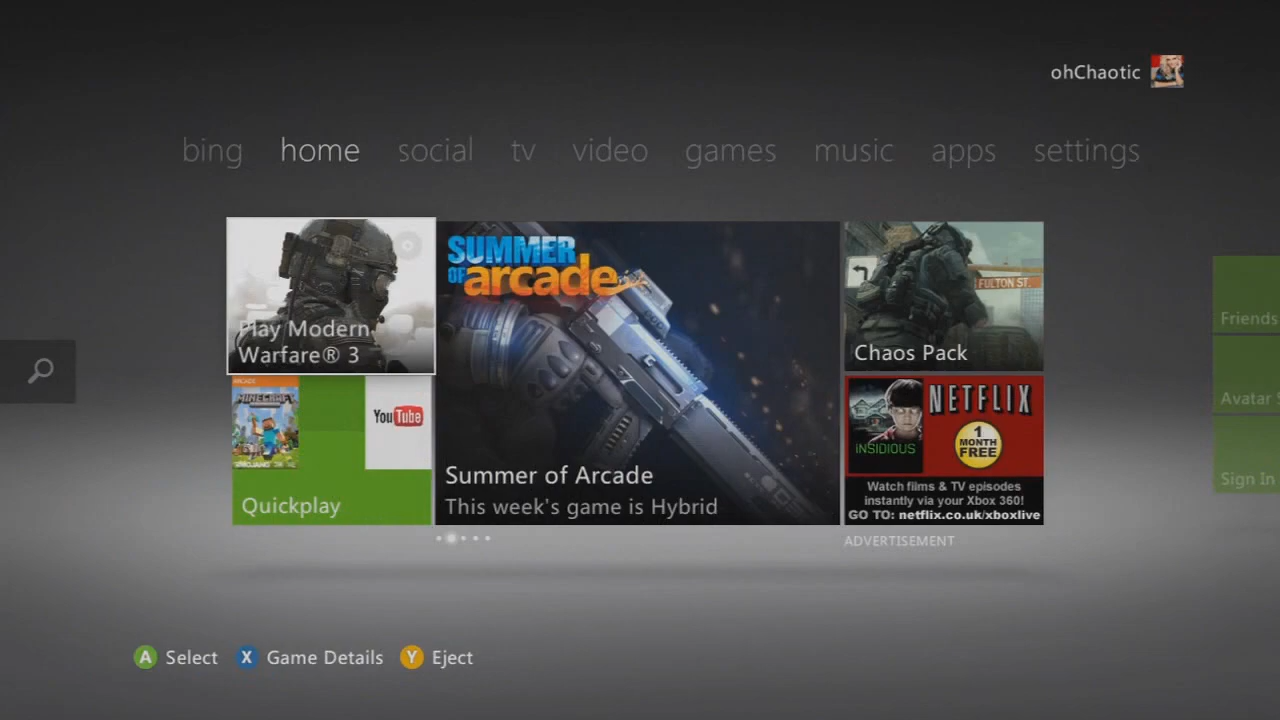 ohChaotic
bing home social tv video games music apps settings
Play Modern
Warfare® 3
ARCADE
MINECRAFT
MOJANG
YouTube
Quickplay
SUMMER
OF arcade
Summer of Arcade
This week's game is Hybrid
FULTON ST.
Chaos Pack
INSIDIOUS
NETFLIX
1
MONTH
FREE
Watch films & TV episodes
instantly via your Xbox 360!
GO TO: netflix.co.uk/xboxlive
ADVERTISEMENT
Friends
Avatar
Sign In
A Select X Game Details Y Eject